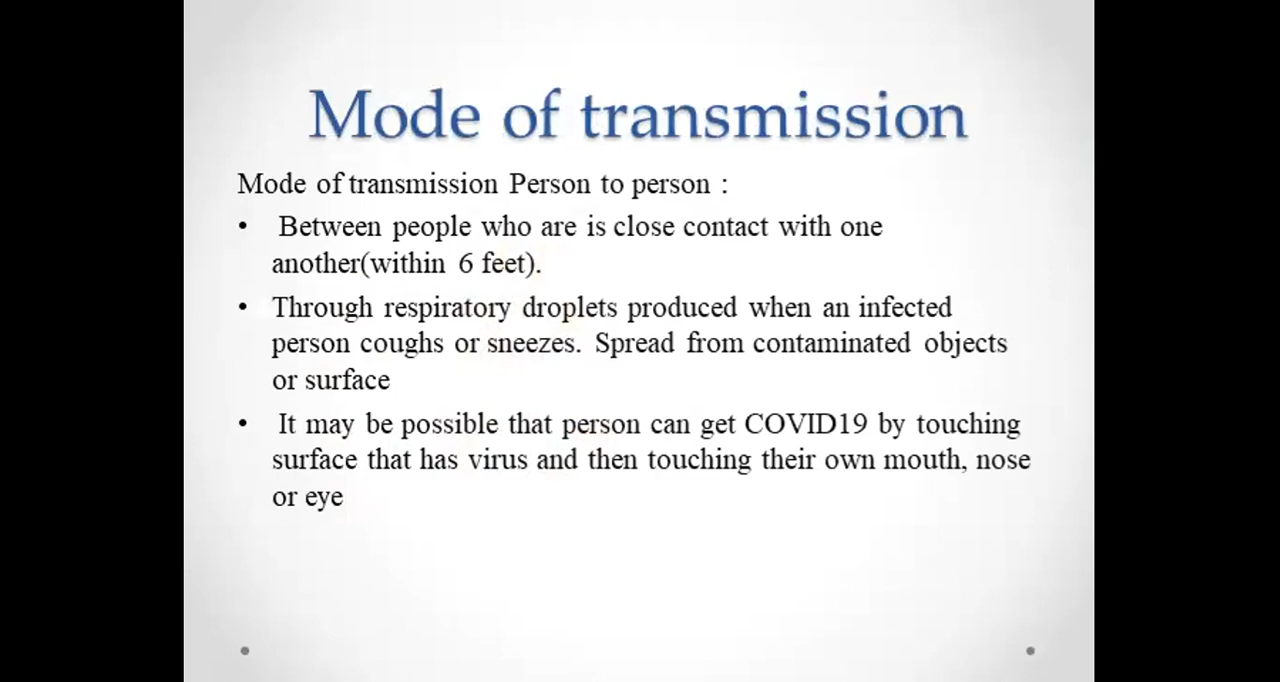 Mode of transmission
Mode of transmission Person to person :
• Between people who are is close contact with one
another(within 6 feet).
• Through respiratory droplets produced when an infected
person coughs or sneezes. Spread from contaminated objects
or surface
• It may be possible that person can get COVID19 by touching
surface that has virus and then touching their own mouth, nose
or eye